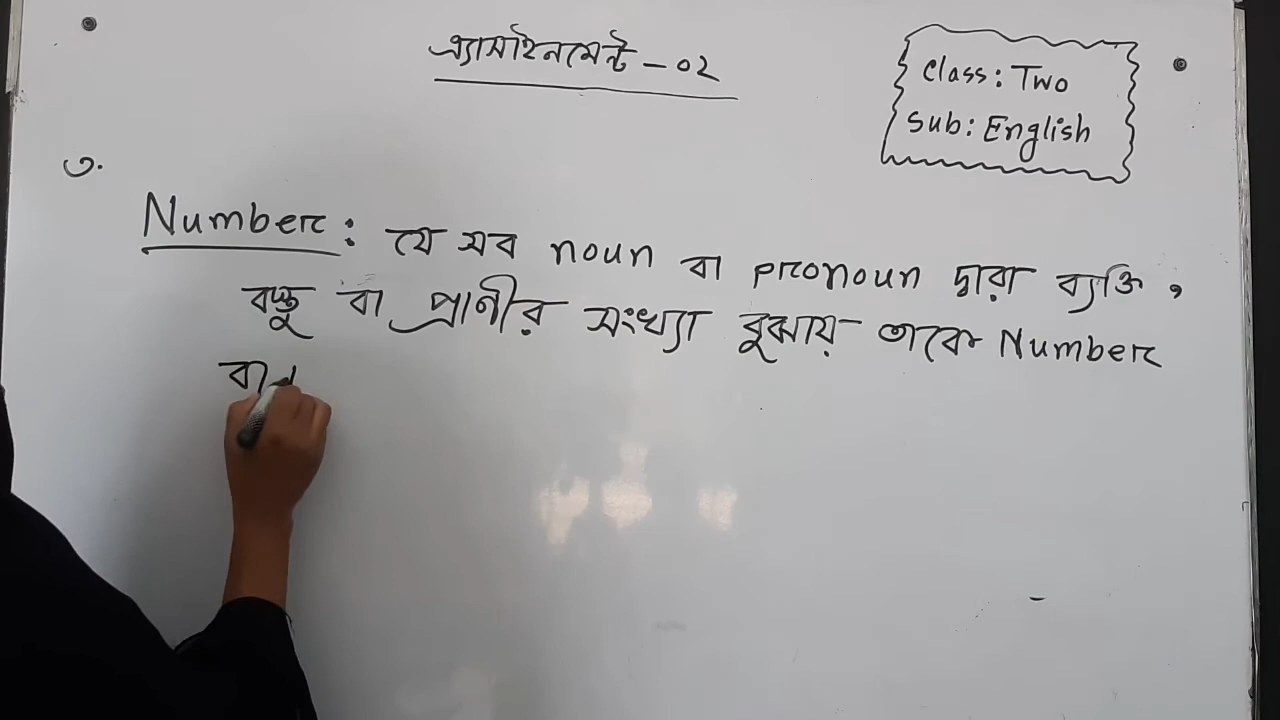 এ্যাসাইনমেন্ট - ০২
Class: Two
Sub: English
৩.
Number: যে সব noun বা pronoun দ্বারা ব্যক্তি,
বস্তু বা প্রাণীর সংখ্যা বুঝায় তাকে Number